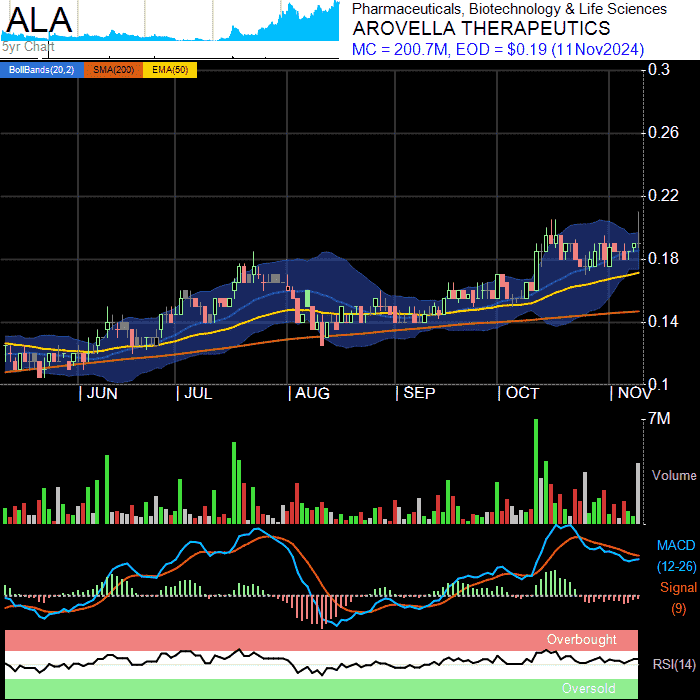 ALA
5yr Chart
Pharmaceuticals, Biotechnology & Life Sciences
AROVELLA THERAPEUTICS
MC = 200.7M, EOD = $0.19 (11Nov2024)
BollBands(20,2) SMA(200) EMA(50)
0.3
0.26
0.22
0.18
0.14
0.1
| JUN | JUL | AUG | SEP | OCT | NOV
7M
Volume
MACD
(12-26)
Signal
(9)
Overbought
RSI(14)
Oversold